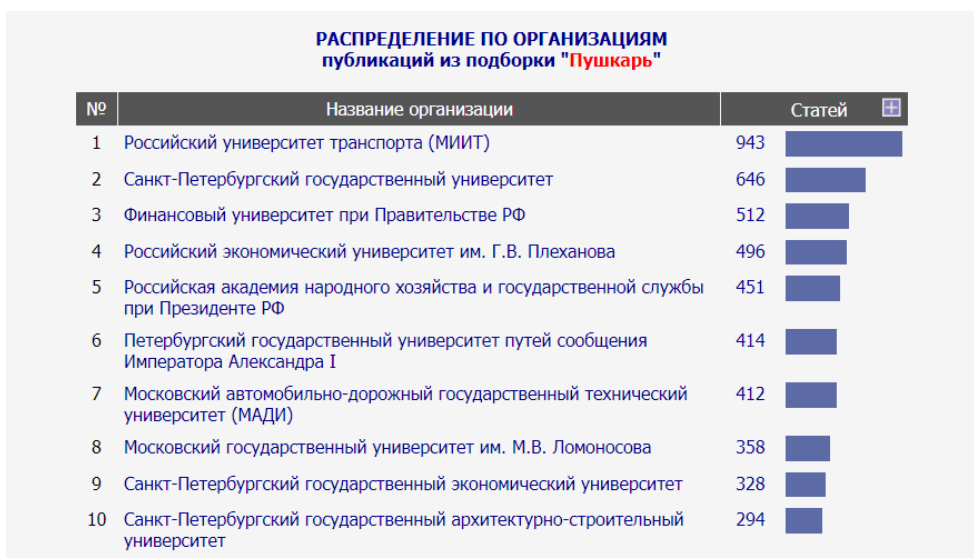 РАСПРЕДЕЛЕНИЕ ПО ОРГАНИЗАЦИЯМ
публикаций из подборки "Пушкарь"
№ Название организации Статей
1 Российский университет транспорта (МИИТ) 943
2 Санкт-Петербургский государственный университет 646
3 Финансовый университет при Правительстве РФ 512
4 Российский экономический университет им. Г.В. Плеханова 496
5 Российская академия народного хозяйства и государственной службы 451
при Президенте РФ
6 Петербургский государственный университет путей сообщения 414
Императора Александра I
7 Московский автомобильно-дорожный государственный технический 412
университет (МАДИ)
8 Московский государственный университет им. М.В. Ломоносова 358
9 Санкт-Петербургский государственный экономический университет 328
10 Санкт-Петербургский государственный архитектурно-строительный 294
университет